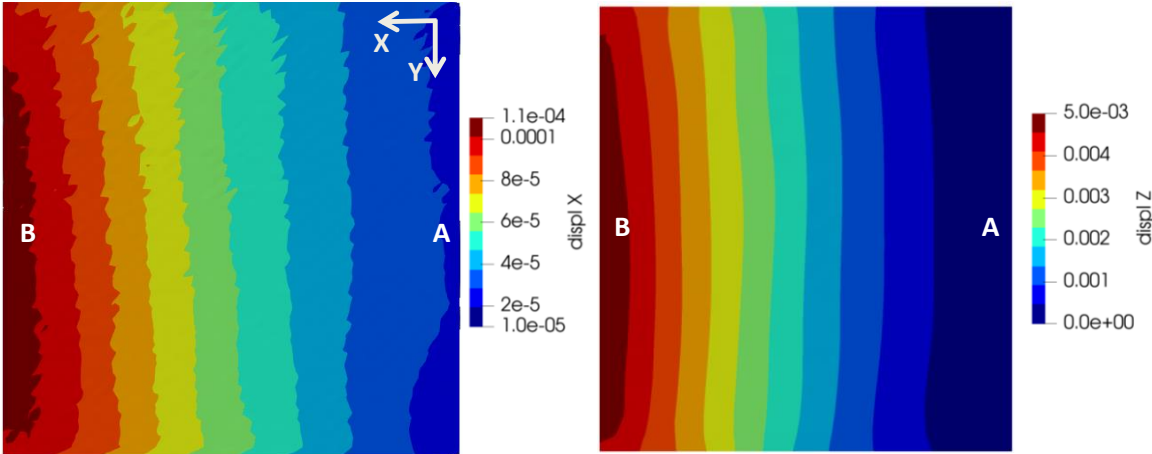 X
Y
B
A
1.1e-04
0.0001
8e-5
6e-5
4e-5
2e-5
1.0e-05
displ X
B
A
5.0e-03
0.004
0.003
0.002
0.001
0.0e+00
displ Z